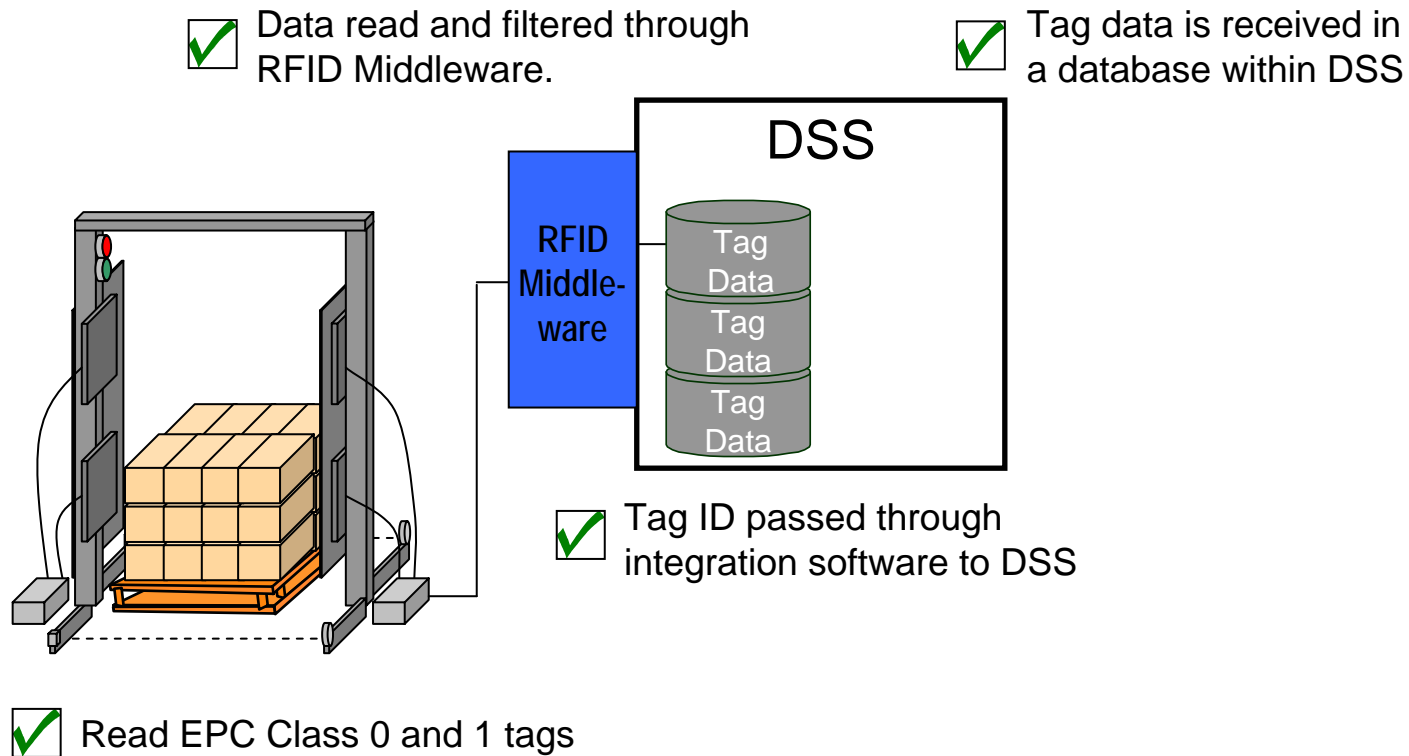 Data read and filtered through
RFID Middleware.
Tag data is received in
a database within DSS
DSS
RFID
Middle-
ware
Tag
Data
Tag
Data
Tag
Data
Tag ID passed through
integration software to DSS
Read EPC Class 0 and 1 tags